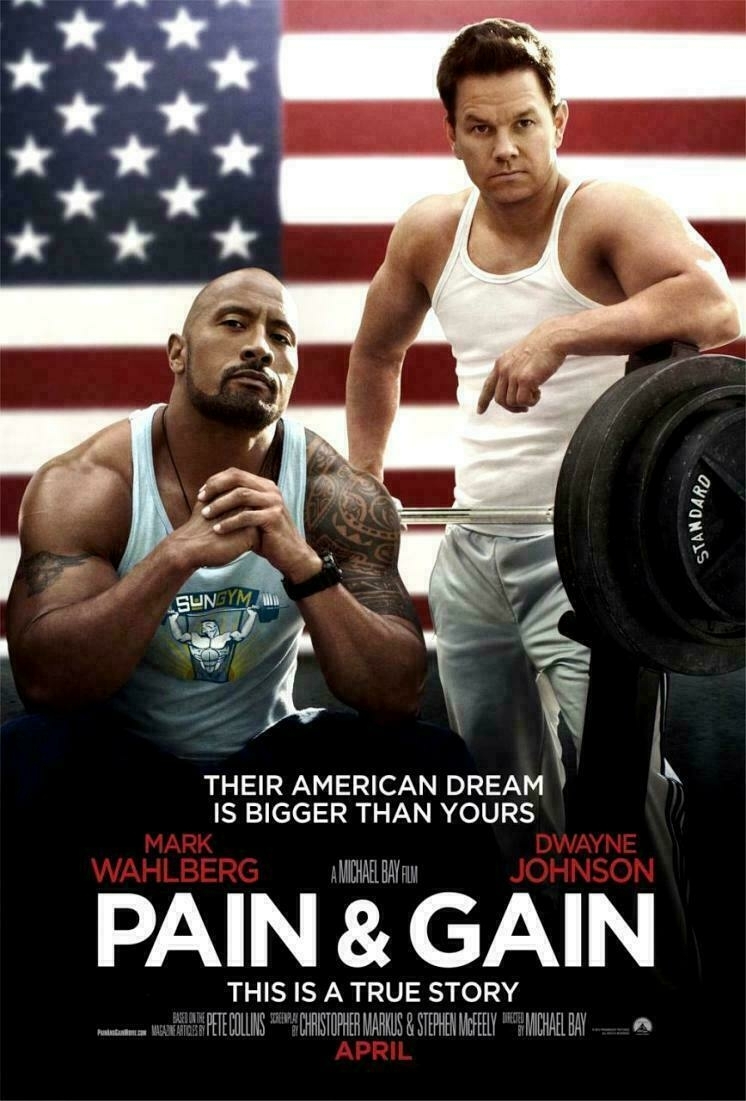 SUNGYM
STANDARD
THEIR AMERICAN DREAM
IS BIGGER THAN YOURS
MARK
WAHLBERG
A MICHAEL BAY FILM
DWAYNE
JOHNSON
PAIN & GAIN
THIS IS A TRUE STORY
PAINANDGAINMOVIE.COM BASED ON THE MAGAZINE ARTICLES BY PETE COLLINS SCREENPLAY BY CHRISTOPHER MARKUS & STEPHEN McFEELY DIRECTED BY MICHAEL BAY
APRIL